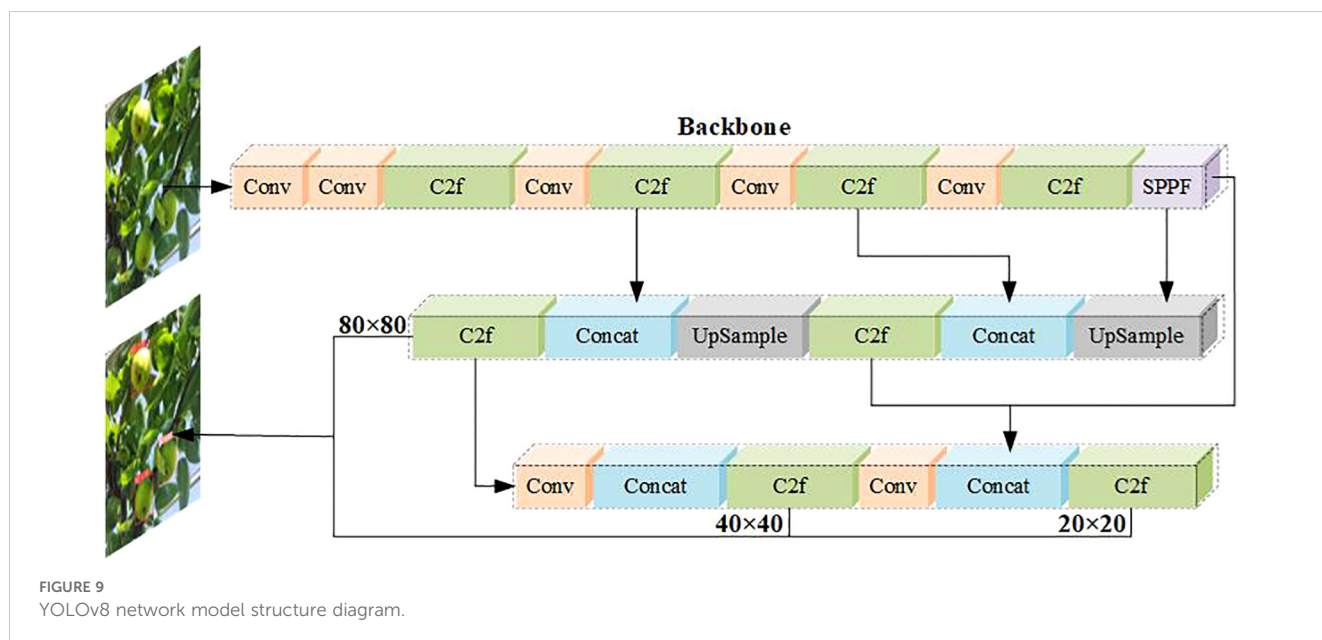 Backbone
Conv Conv C2f Conv C2f Conv C2f Conv C2f SPPF
80×80 C2f Concat UpSample C2f Concat UpSample
Conv Concat C2f Conv Concat C2f
40×40 20×20
FIGURE 9
YOLOv8 network model structure diagram.